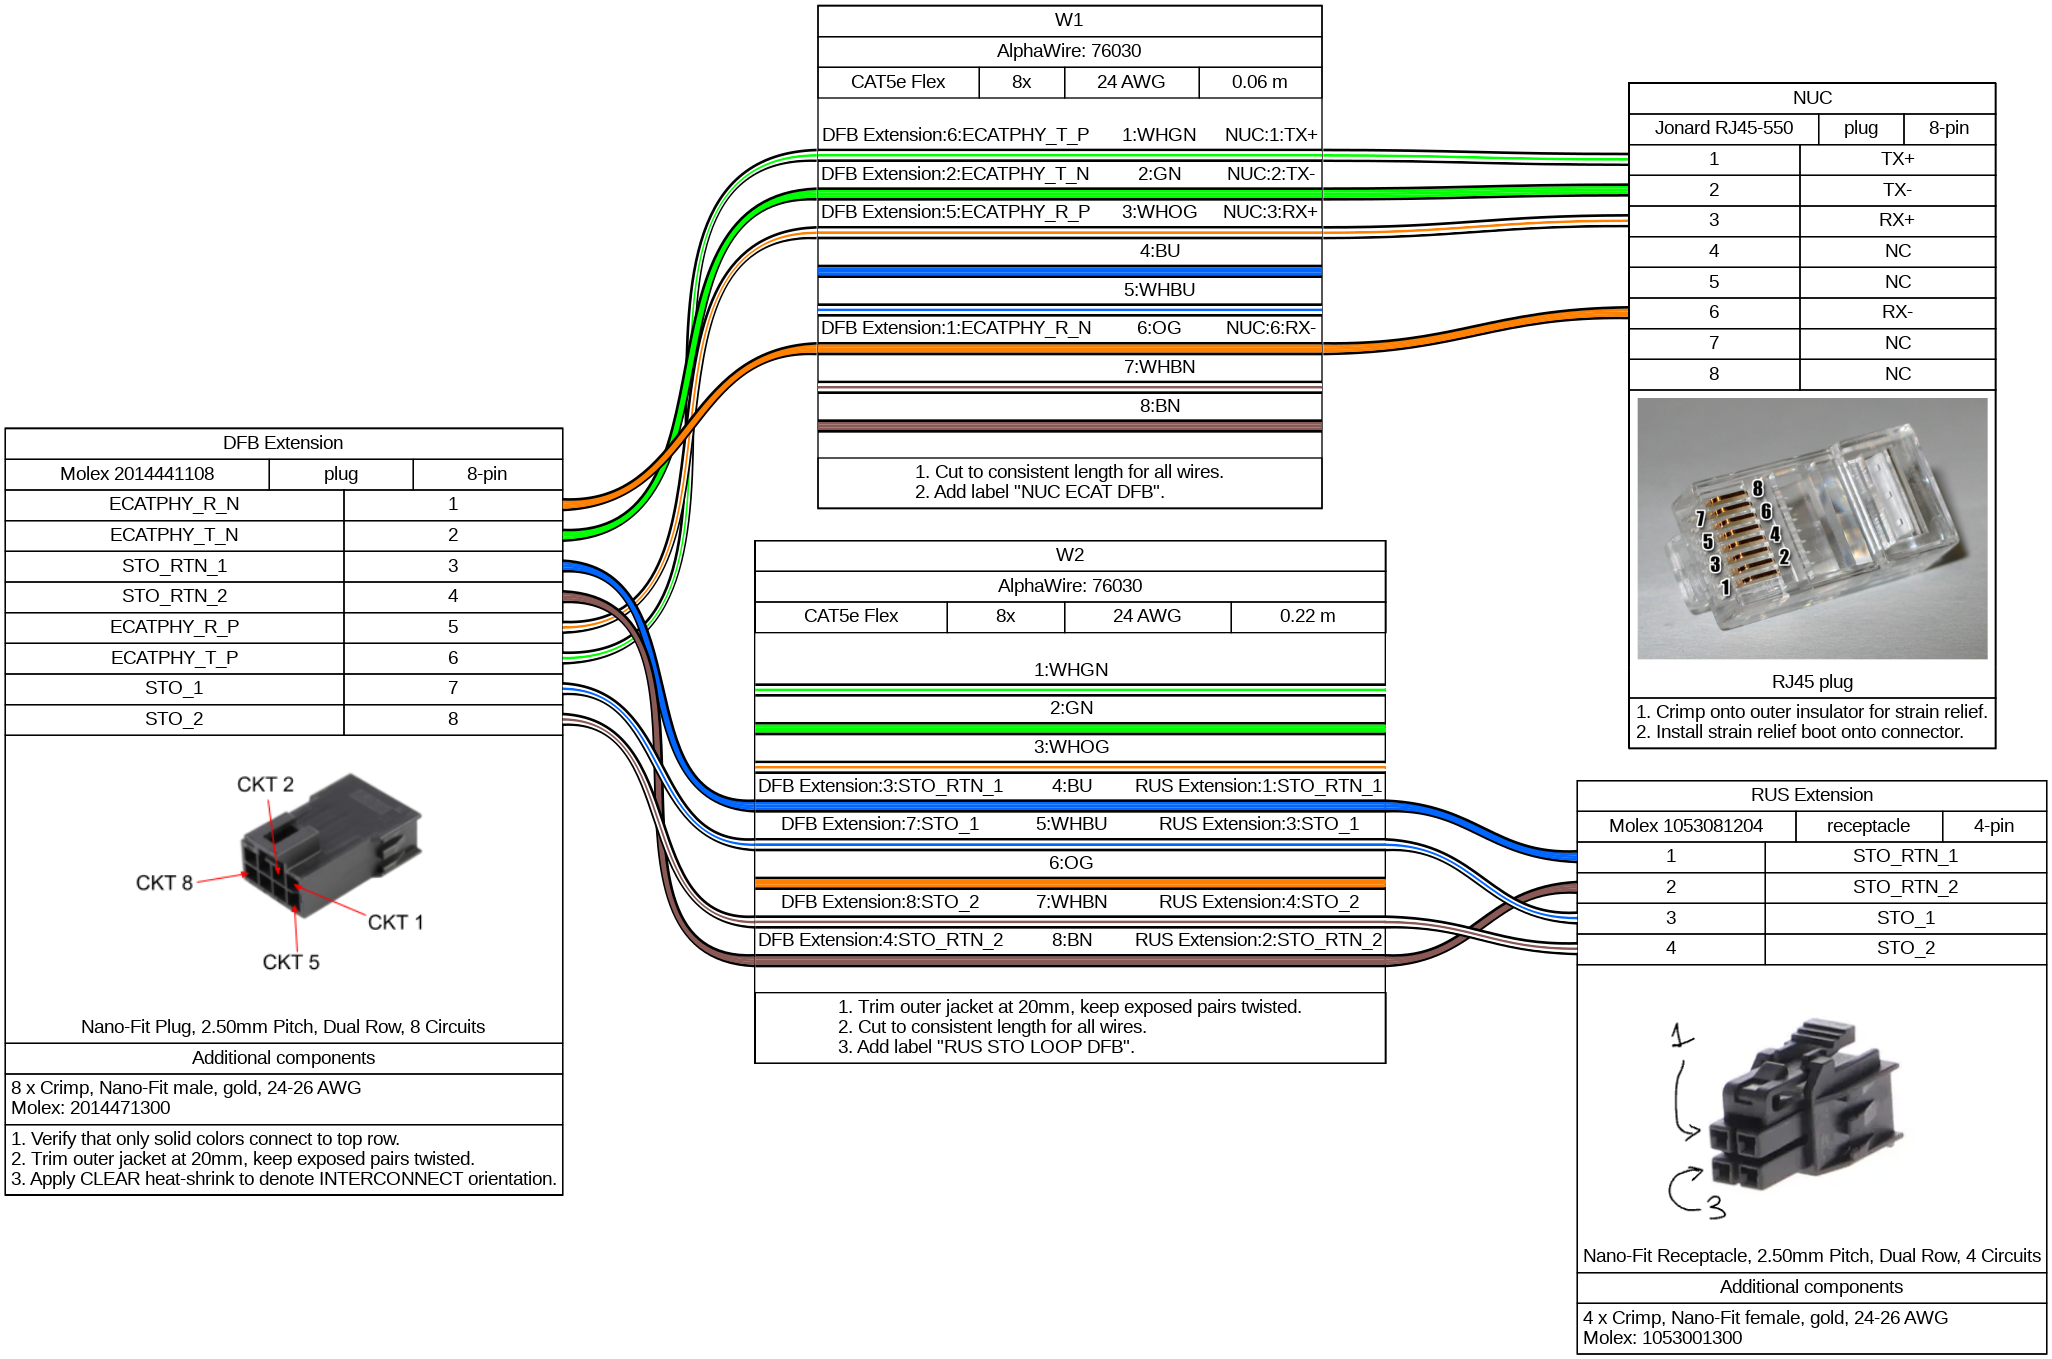 W1
AlphaWire: 76030
CAT5e Flex 8x 24 AWG 0.06 m
DFB Extension:6:ECATPHY_T_P 1:WHGN NUC:1:TX+
DFB Extension:2:ECATPHY_T_N 2:GN NUC:2:TX-
DFB Extension:5:ECATPHY_R_P 3:WHOG NUC:3:RX+
4:BU
5:WHBU
DFB Extension:1:ECATPHY_R_N 6:OG NUC:6:RX-
7:WHBN
8:BN
1. Cut to consistent length for all wires.
2. Add label "NUC ECAT DFB".
NUC
Jonard RJ45-550 plug 8-pin
1 TX+
2 TX-
3 RX+
4 NC
5 NC
6 RX-
7 NC
8 NC
8
7 6
5 4
3 2
1
RJ45 plug
1. Crimp onto outer insulator for strain relief.
2. Install strain relief boot onto connector.
DFB Extension
Molex 2014441108 plug 8-pin
ECATPHY_R_N 1
ECATPHY_T_N 2
STO_RTN_1 3
STO_RTN_2 4
ECATPHY_R_P 5
ECATPHY_T_P 6
STO_1 7
STO_2 8
CKT 2
CKT 8
CKT 1
CKT 5
Nano-Fit Plug, 2.50mm Pitch, Dual Row, 8 Circuits
Additional components
8 x Crimp, Nano-Fit male, gold, 24-26 AWG
Molex: 2014471300
1. Verify that only solid colors connect to top row.
2. Trim outer jacket at 20mm, keep exposed pairs twisted.
3. Apply CLEAR heat-shrink to denote INTERCONNECT orientation.
W2
AlphaWire: 76030
CAT5e Flex 8x 24 AWG 0.22 m
1:WHGN
2:GN
3:WHOG
DFB Extension:3:STO_RTN_1 4:BU RUS Extension:1:STO_RTN_1
DFB Extension:7:STO_1 5:WHBU RUS Extension:3:STO_1
6:OG
DFB Extension:8:STO_2 7:WHBN RUS Extension:4:STO_2
DFB Extension:4:STO_RTN_2 8:BN RUS Extension:2:STO_RTN_2
1. Trim outer jacket at 20mm, keep exposed pairs twisted.
2. Cut to consistent length for all wires.
3. Add label "RUS STO LOOP DFB".
RUS Extension
Molex 1053081204 receptacle 4-pin
1 STO_RTN_1
2 STO_RTN_2
3 STO_1
4 STO_2
1
3
Nano-Fit Receptacle, 2.50mm Pitch, Dual Row, 4 Circuits
Additional components
4 x Crimp, Nano-Fit female, gold, 24-26 AWG
Molex: 1053001300